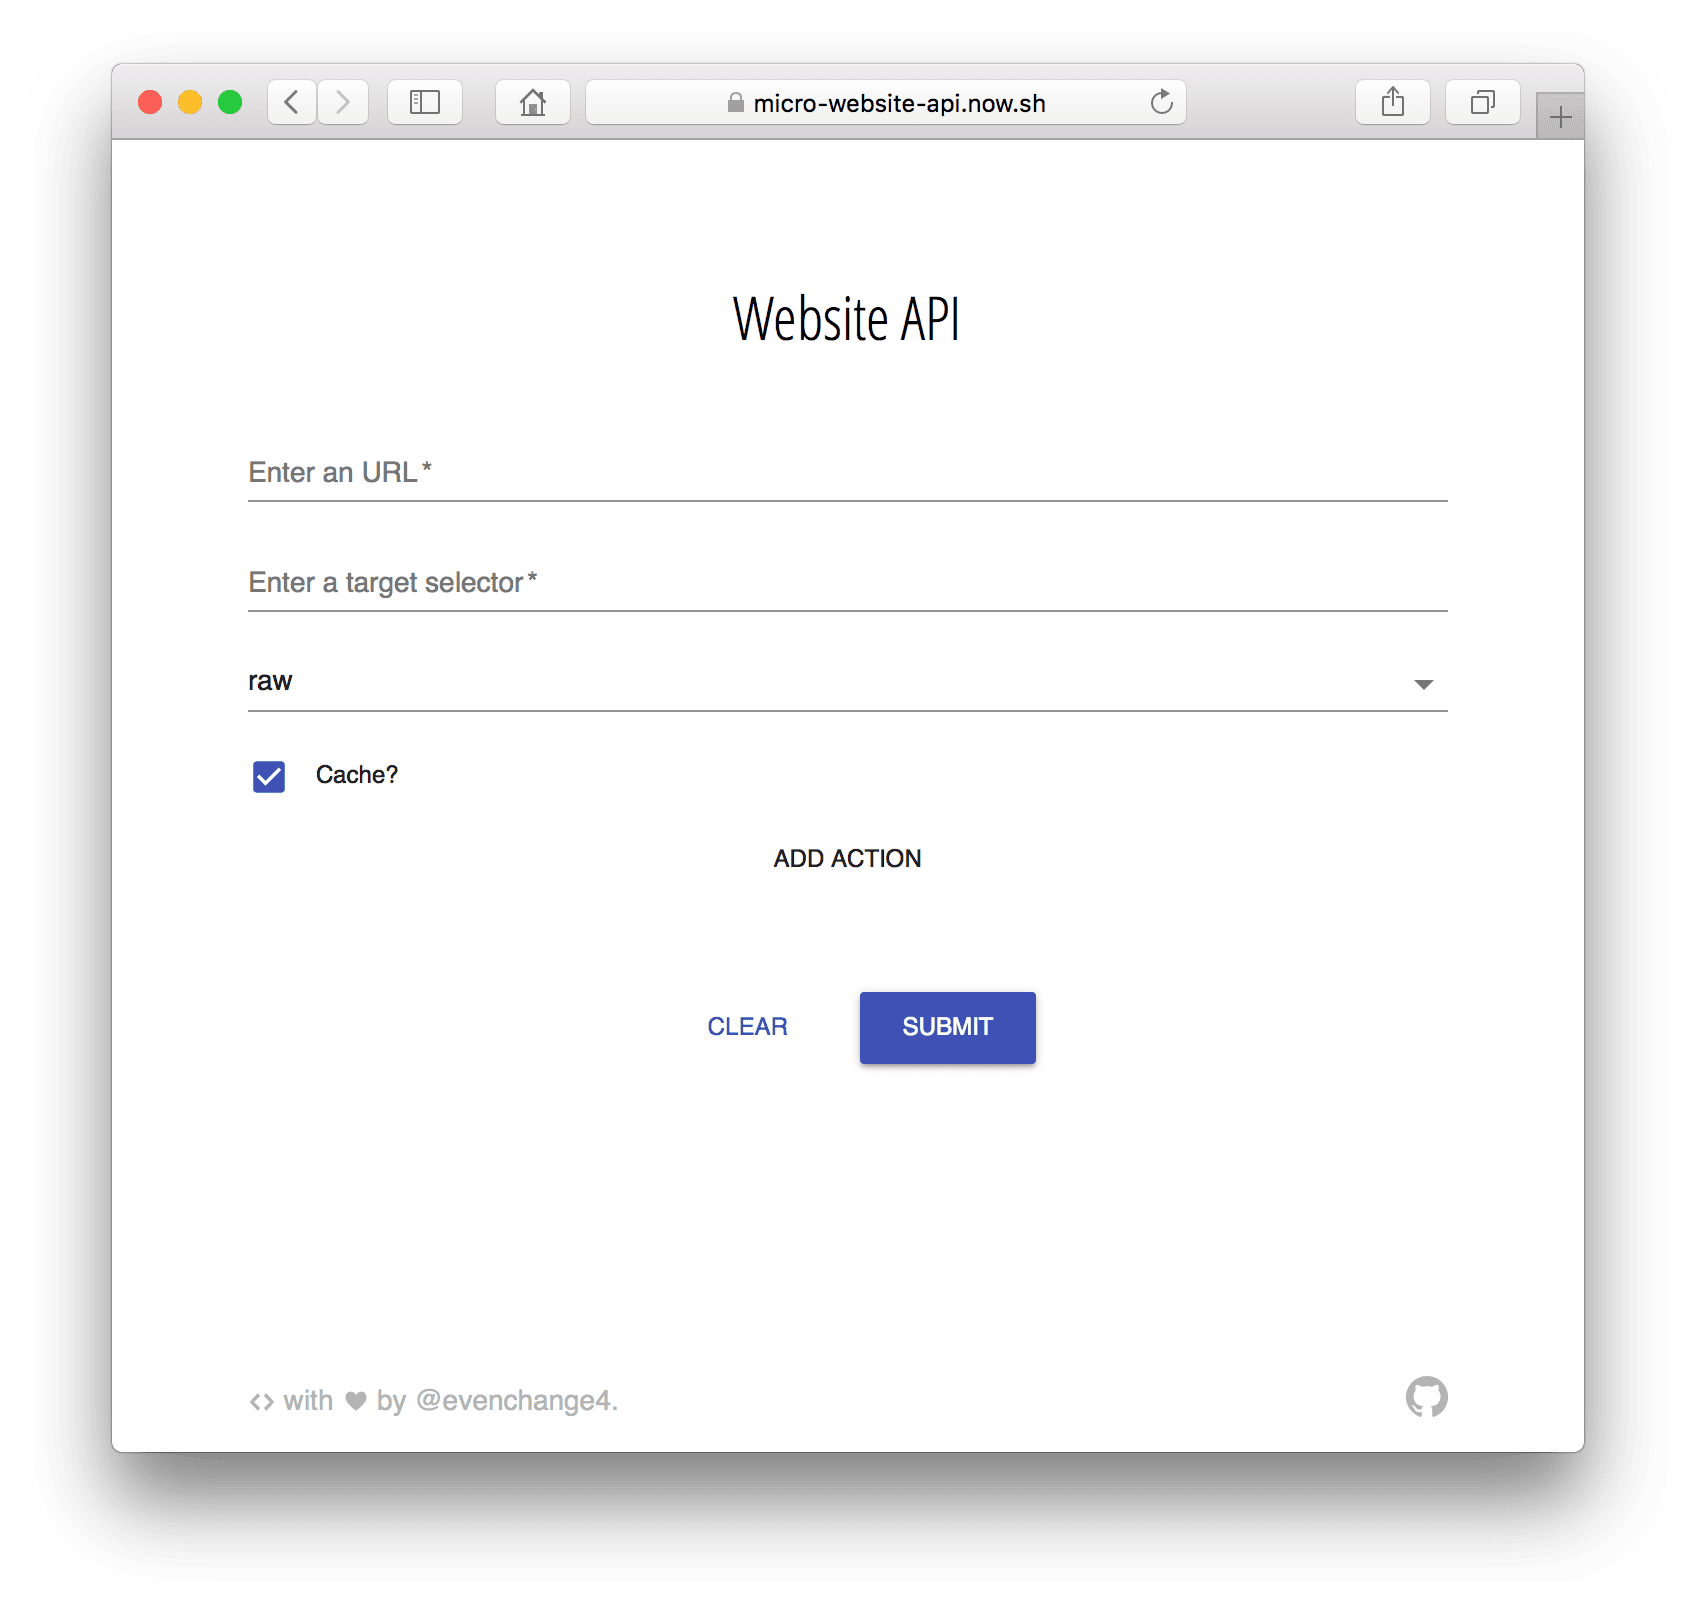 micro-website-api.now.sh
Website API
Enter an URL*
Enter a target selector*
raw
Cache?
ADD ACTION
CLEAR SUBMIT
<> with ♥ by @evenchange4.